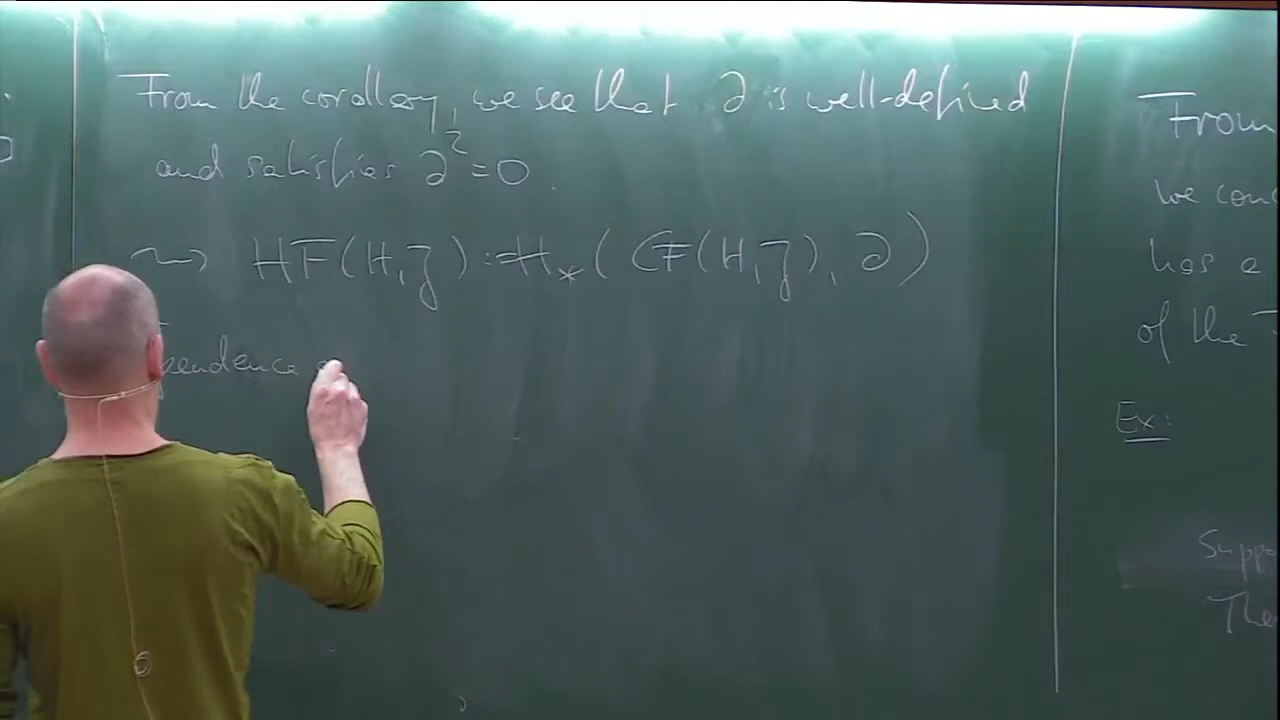 From the corollary, we see that ∂ is well-defined
and satisfies ∂²=0.
⇝ HF(H,J) := H_*( CF(H,J), ∂ )
pendence
From
we con
has a
of the
Ex:
Supp
The